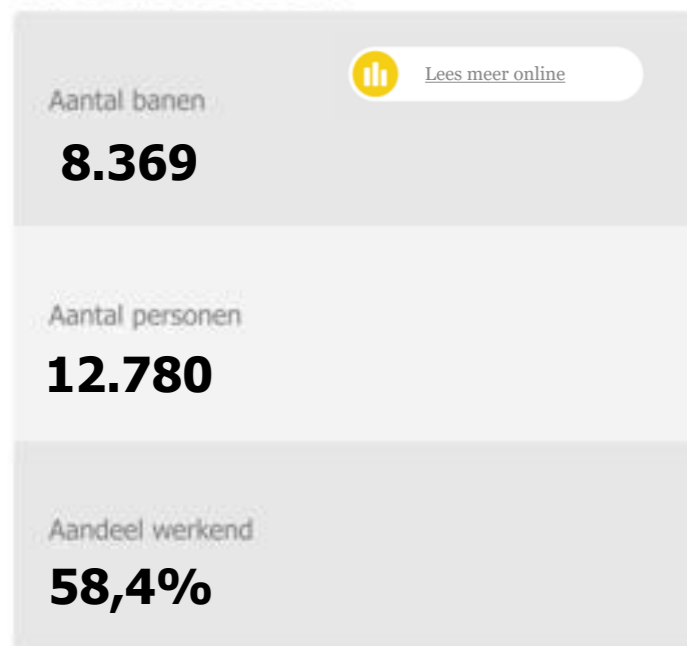 Lees meer online
Aantal banen
8.369
Aantal personen
12.780
Aandeel werkend
58,4%